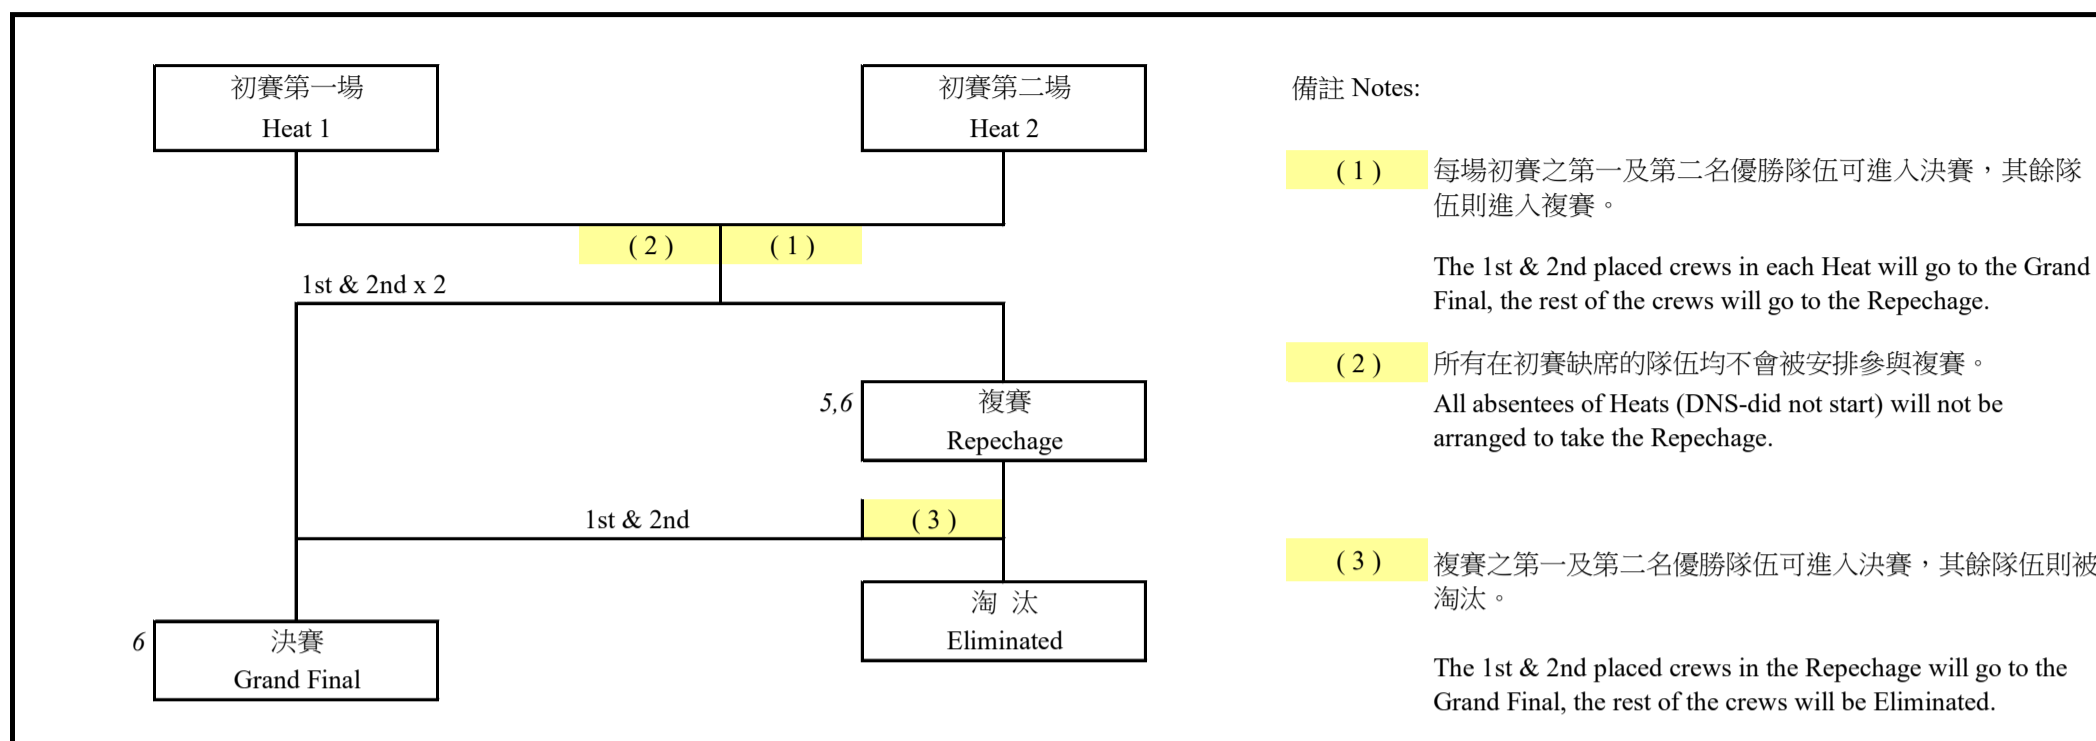 初賽第一場
Heat 1
初賽第二場
Heat 2
( 2 )
( 1 )
1st & 2nd x 2
5,6
複賽
Repechage
1st & 2nd
( 3 )
淘 汰
Eliminated
6
決賽
Grand Final
備註 Notes:
( 1 ) 每場初賽之第一及第二名優勝隊伍可進入決賽，其餘隊
伍則進入複賽。
The 1st & 2nd placed crews in each Heat will go to the Grand
Final, the rest of the crews will go to the Repechage.
( 2 ) 所有在初賽缺席的隊伍均不會被安排參與複賽。
All absentees of Heats (DNS-did not start) will not be
arranged to take the Repechage.
( 3 ) 複賽之第一及第二名優勝隊伍可進入決賽，其餘隊伍則被
淘汰。
The 1st & 2nd placed crews in the Repechage will go to the
Grand Final, the rest of the crews will be Eliminated.